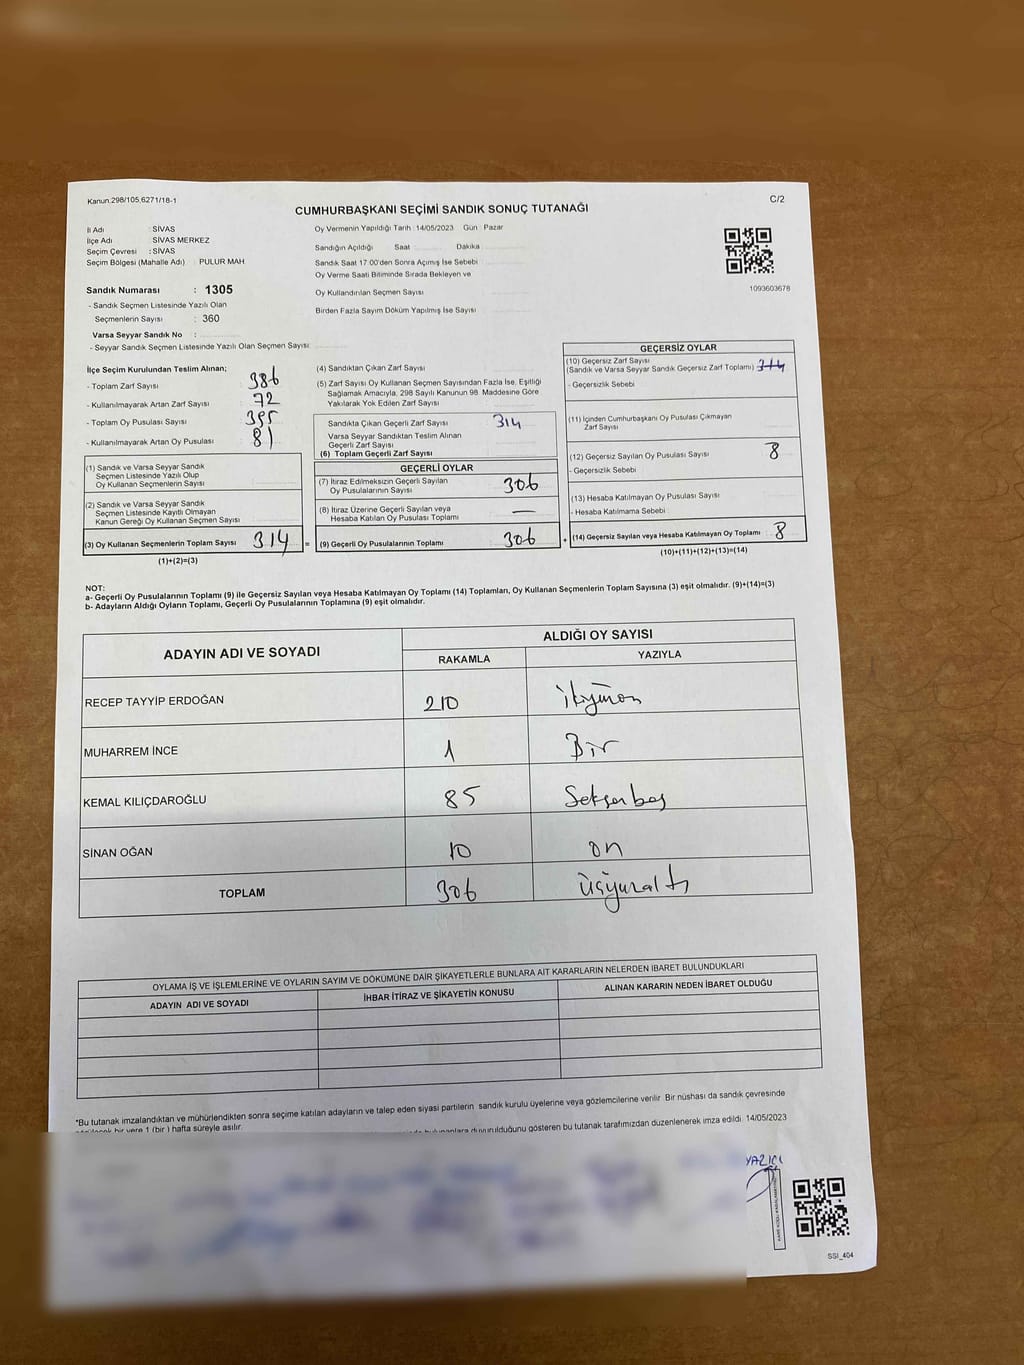 Kanun.298/105,6271/18-1
C/2
CUMHURBAŞKANI SEÇİMİ SANDIK SONUÇ TUTANAĞI
İl Adı : SİVAS
İlçe Adı : SİVAS MERKEZ
Seçim Çevresi : SİVAS
Seçim Bölgesi (Mahalle Adı) : PULUR MAH.
Sandık Numarası : 1305
- Sandık Seçmen Listesinde Yazılı Olan
Seçmenlerin Sayısı : 360
Varsa Seyyar Sandık No :
- Seyyar Sandık Seçmen Listesinde Yazılı Olan Seçmen Sayısı:
Oy Vermenin Yapıldığı Tarih :14/05/2023 Gün : Pazar
Sandığın Açıldığı Saat Dakika
Sandık Saat 17:00'den Sonra Açımış İse Sebebi
Oy Verme Saati Bitiminde Sırada Bekleyen ve
Oy Kullandırılan Seçmen Sayısı
Birden Fazla Sayım Döküm Yapılmış İse Sayısı
1093603678
İlçe Seçim Kurulundan Teslim Alınan;
- Toplam Zarf Sayısı : 386
- Kullanılmayarak Artan Zarf Sayısı : 72
- Toplam Oy Pusulası Sayısı : 395
- Kullanılmayarak Artan Oy Pusulası : 81
(1) Sandık ve Varsa Seyyar Sandık
Seçmen Listesinde Yazılı Olup
Oy Kullanan Seçmenlerin Sayısı
(2) Sandık ve Varsa Seyyar Sandık
Seçmen Listesinde Kayıtlı Olmayan
Kanun Gereği Oy Kullanan Seçmen Sayısı
(3) Oy Kullanan Seçmenlerin Toplam Sayısı 314
(1)+(2)=(3)
(4) Sandıktan Çıkan Zarf Sayısı
(5) Zarf Sayısı Oy Kullanan Seçmen Sayısından Fazla İse, Eşitliği
Sağlamak Amacıyla, 298 Sayılı Kanunun 98. Maddesine Göre
Yakılarak Yok Edilen Zarf Sayısı
Sandıkta Çıkan Geçerli Zarf Sayısı 314
Varsa Seyyar Sandıktan Teslim Alınan
Geçerli Zarf Sayısı
(6) Toplam Geçerli Zarf Sayısı
GEÇERLİ OYLAR
(7) İtiraz Edilmeksizin Geçerli Sayılan
Oy Pusulalarının Sayısı 306
(8) İtiraz Üzerine Geçerli Sayılan veya
Hesaba Katılan Oy Pusulası Toplamı —
= (9) Geçerli Oy Pusulalarının Toplamı 306
GEÇERSİZ OYLAR
(10) Geçersiz Zarf Sayısı
(Sandık ve Varsa Seyyar Sandık Geçersiz Zarf Toplamı) 314
- Geçersizlik Sebebi
(11) İçinden Cumhurbaşkanı Oy Pusulası Çıkmayan
Zarf Sayısı
(12) Geçersiz Sayılan Oy Pusulası Sayısı 8
- Geçersizlik Sebebi
(13) Hesaba Katılmayan Oy Pusulası Sayısı
- Hesaba Katılmama Sebebi
+ (14) Geçersiz Sayılan veya Hesaba Katılmayan Oy Toplamı 8
(10)+(11)+(12)+(13)=(14)
NOT:
a- Geçerli Oy Pusulalarının Toplamı (9) ile Geçersiz Sayılan veya Hesaba Katılmayan Oy Toplamı (14) Toplamları, Oy Kullanan Seçmenlerin Toplam Sayısına (3) eşit olmalıdır. (9)+(14)=(3)
b- Adayların Aldığı Oyların Toplamı, Geçerli Oy Pusulalarının Toplamına (9) eşit olmalıdır.
ADAYIN ADI VE SOYADI
ALDIĞI OY SAYISI
RAKAMLA YAZIYLA
RECEP TAYYİP ERDOĞAN 210 ikiyüzon
MUHARREM İNCE 1 Bir
KEMAL KILIÇDAROĞLU 85 Seksenbeş
SİNAN OĞAN 10 on
TOPLAM 306 üçyüzaltı
OYLAMA İŞ VE İŞLEMLERİNE VE OYLARIN SAYIM VE DÖKÜMÜNE DAİR ŞİKAYETLERLE BUNLARA AİT KARARLARIN NELERDEN İBARET BULUNDUKLARI
ADAYIN ADI VE SOYADI İHBAR İTİRAZ VE ŞİKAYETİN KONUSU ALINAN KARARIN NEDEN İBARET OLDUĞU
*Bu tutanak imzalandıktan ve mühürlendikten sonra seçime katılan adayların ve talep eden siyasi partilerin sandık kurulu üyelerine veya gözlemcilerine verilir. Bir nüshası da sandık çevresinde
bir yere 1 (bir) hafta süreyle asılır.
duyurulduğunu gösteren bu tutanak tarafımızdan düzenlenerek imza edildi. 14/05/2023
YAZICI
SSI_404